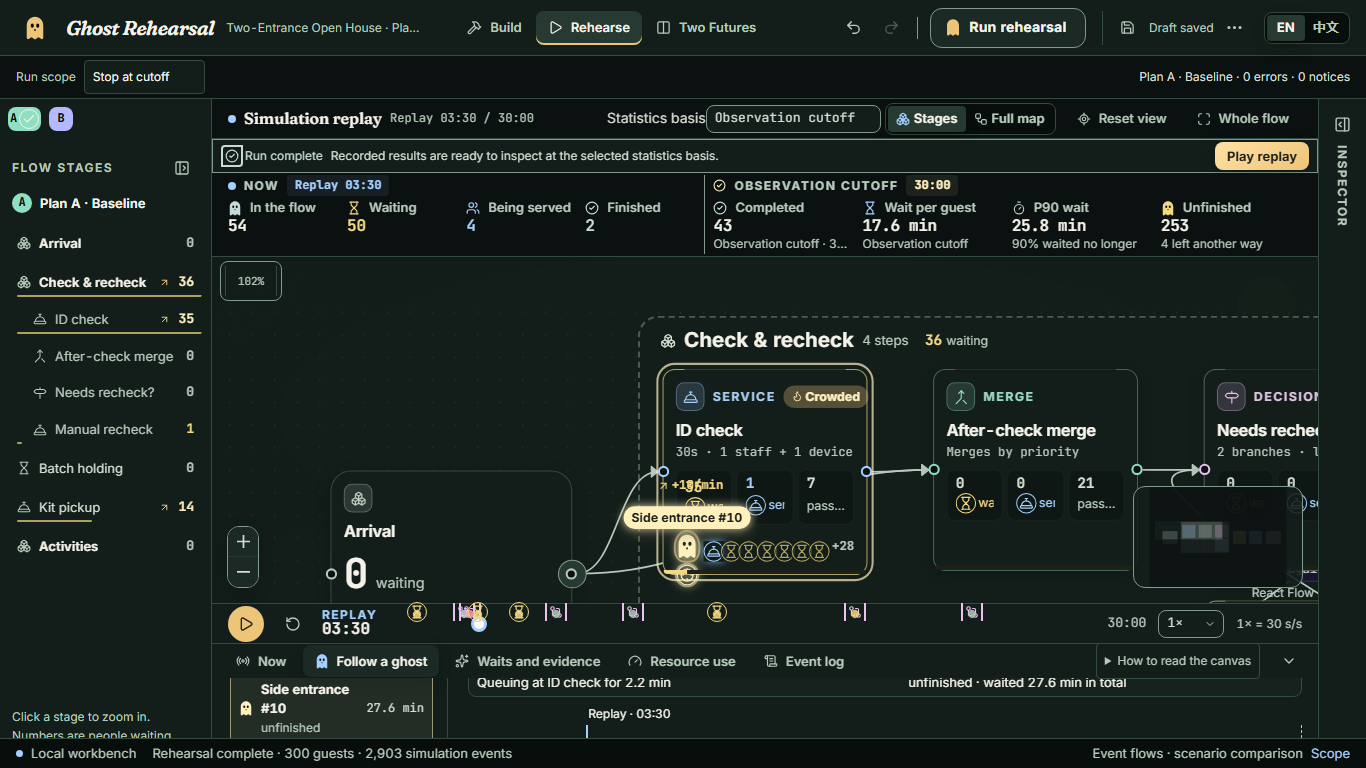 Ghost Rehearsal
Two-Entrance Open House · Pla...
Build
Rehearse
Two Futures
Run rehearsal
Draft saved
EN
中文
Run scope
Stop at cutoff
Plan A · Baseline · 0 errors · 0 notices
A
B
Simulation replay
Replay 03:30 / 30:00
Statistics basis
Observation cutoff
Stages
Full map
Reset view
Whole flow
INSPECTOR
Run complete
Recorded results are ready to inspect at the selected statistics basis.
Play replay
FLOW STAGES
A
Plan A · Baseline
Arrival 0
Check & recheck 36
ID check 35
After-check merge 0
Needs recheck? 0
Manual recheck 1
Batch holding 0
Kit pickup 14
Activities 0
Click a stage to zoom in.
Numbers are people waiting
NOW
Replay 03:30
In the flow
54
Waiting
50
Being served
4
Finished
2
OBSERVATION CUTOFF
30:00
Completed
43
Observation cutoff · 3...
Wait per guest
17.6 min
Observation cutoff
P90 wait
25.8 min
90% waited no longer
Unfinished
253
4 left another way
102%
Check & recheck
4 steps
36 waiting
SERVICE
Crowded
ID check
30s · 1 staff + 1 device
35
1
ser
7
pass...
Side entrance #10
+28
MERGE
After-check merge
Merges by priority
0
wa
0
ser
21
pass...
DECISION
Needs rechec
2 branches · l
0
0
Arrival
0 waiting
React Flow
REPLAY
03:30
30:00
1×
1× = 30 s/s
Now
Follow a ghost
Waits and evidence
Resource use
Event log
How to read the canvas
Side entrance
#10
27.6 min
unfinished
Queuing at ID check for 2.2 min
unfinished · waited 27.6 min in total
Replay · 03:30
Local workbench
Rehearsal complete · 300 guests · 2,903 simulation events
Event flows · scenario comparison
Scope